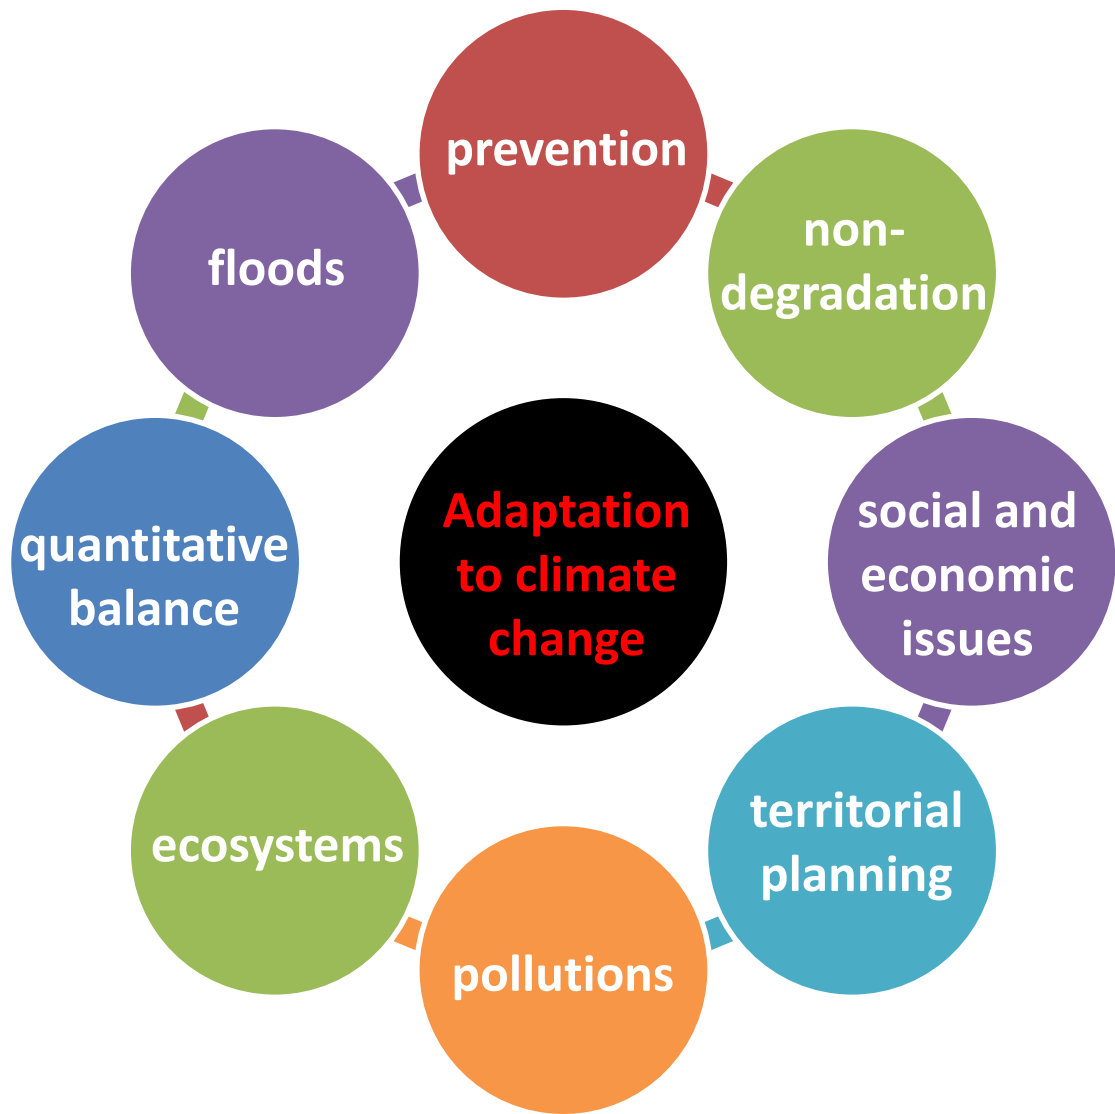 prevention
non-
degradation
social and
economic
issues
territorial
planning
pollutions
ecosystems
quantitative
balance
floods
Adaptation
to climate
change